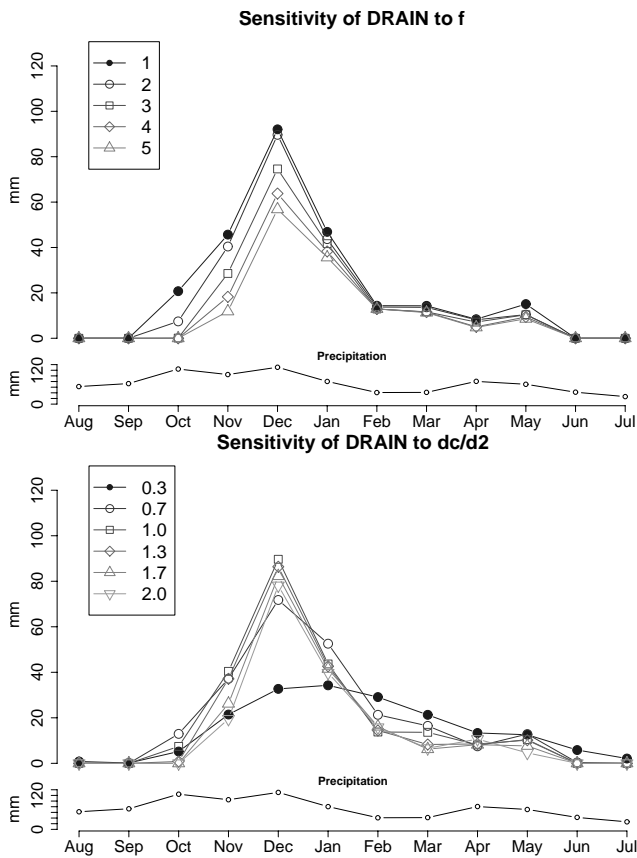 Sensitivity of DRAIN to f
1
2
3
4
5
mm
120
100
80
60
40
20
0
Precipitation
mm
120
0
Aug Sep Oct Nov Dec Jan Feb Mar Apr May Jun Jul
Sensitivity of DRAIN to dc/d2
0.3
0.7
1.0
1.3
1.7
2.0
mm
120
100
80
60
40
20
0
Precipitation
mm
120
0
Aug Sep Oct Nov Dec Jan Feb Mar Apr May Jun Jul